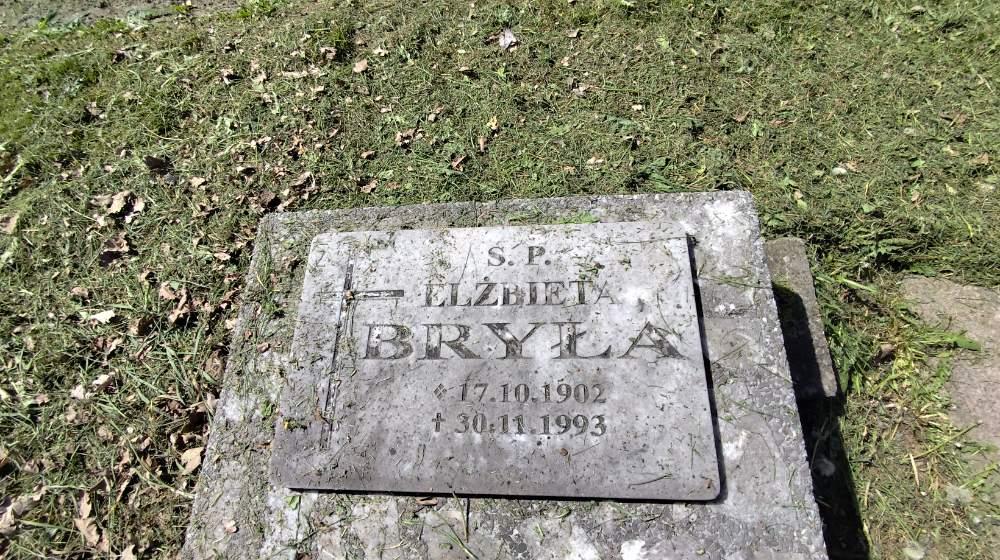 Ś. P.
ELŻBIETA
BRYŁA
* 17.10.1902
† 30.11.1993